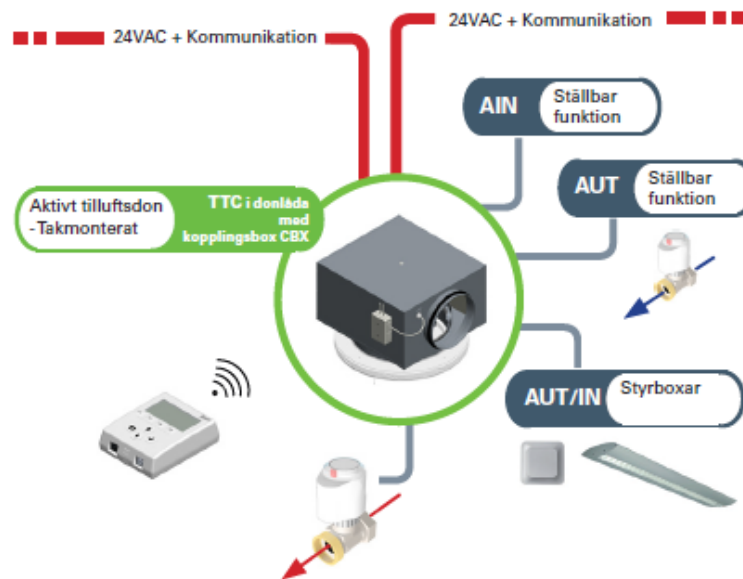 24VAC + Kommunikation
24VAC + Kommunikation
AIN
Ställbar
funktion
AUT
Ställbar
funktion
Aktivt tilluftsdon
- Takmonterat
TTC i donlåda
med
kopplingsbox CBX
AUT/IN
Styrboxar